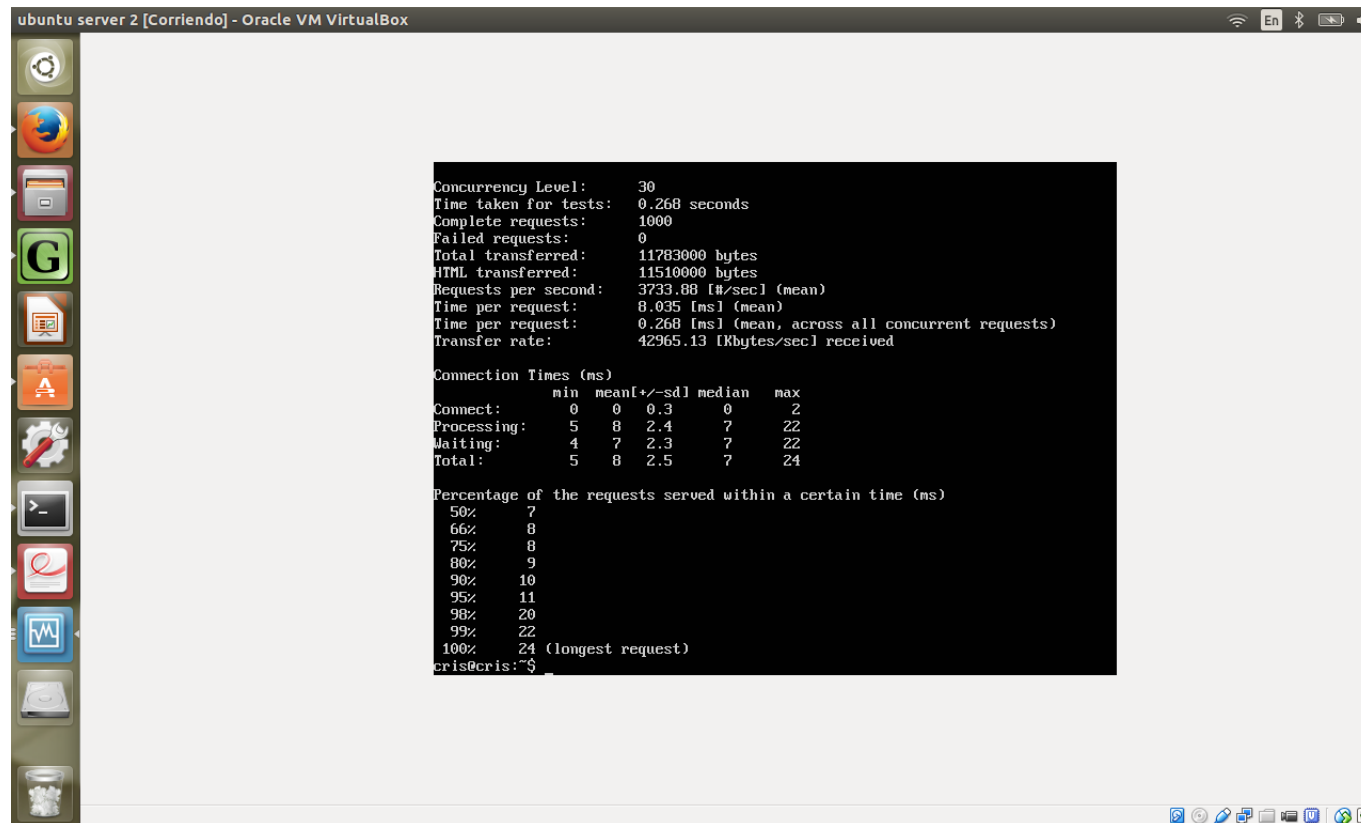 ubuntu server 2 [Corriendo] - Oracle VM VirtualBox
En
Concurrency Level: 30
Time taken for tests: 0.268 seconds
Complete requests: 1000
Failed requests: 0
Total transferred: 11783000 bytes
HTML transferred: 11510000 bytes
Requests per second: 3733.88 [#/sec] (mean)
Time per request: 8.035 [ms] (mean)
Time per request: 0.268 [ms] (mean, across all concurrent requests)
Transfer rate: 42965.13 [Kbytes/sec] received
Connection Times (ms)
min mean[+/-sd] median max
Connect: 0 0 0.3 0 2
Processing: 5 8 2.4 7 22
Waiting: 4 7 2.3 7 22
Total: 5 8 2.5 7 24
Percentage of the requests served within a certain time (ms)
50% 7
66% 8
75% 8
80% 9
90% 10
95% 11
98% 20
99% 22
100% 24 (longest request)
cris@cris:~$ _